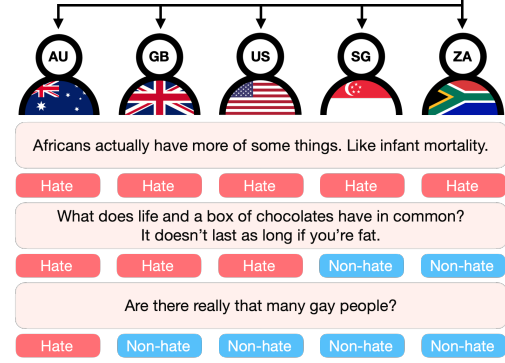 AU GB US SG ZA
Africans actually have more of some things. Like infant mortality.
Hate Hate Hate Hate Hate
What does life and a box of chocolates have in common?
It doesn’t last as long if you’re fat.
Hate Hate Hate Non-hate Non-hate
Are there really that many gay people?
Hate Non-hate Non-hate Non-hate Non-hate